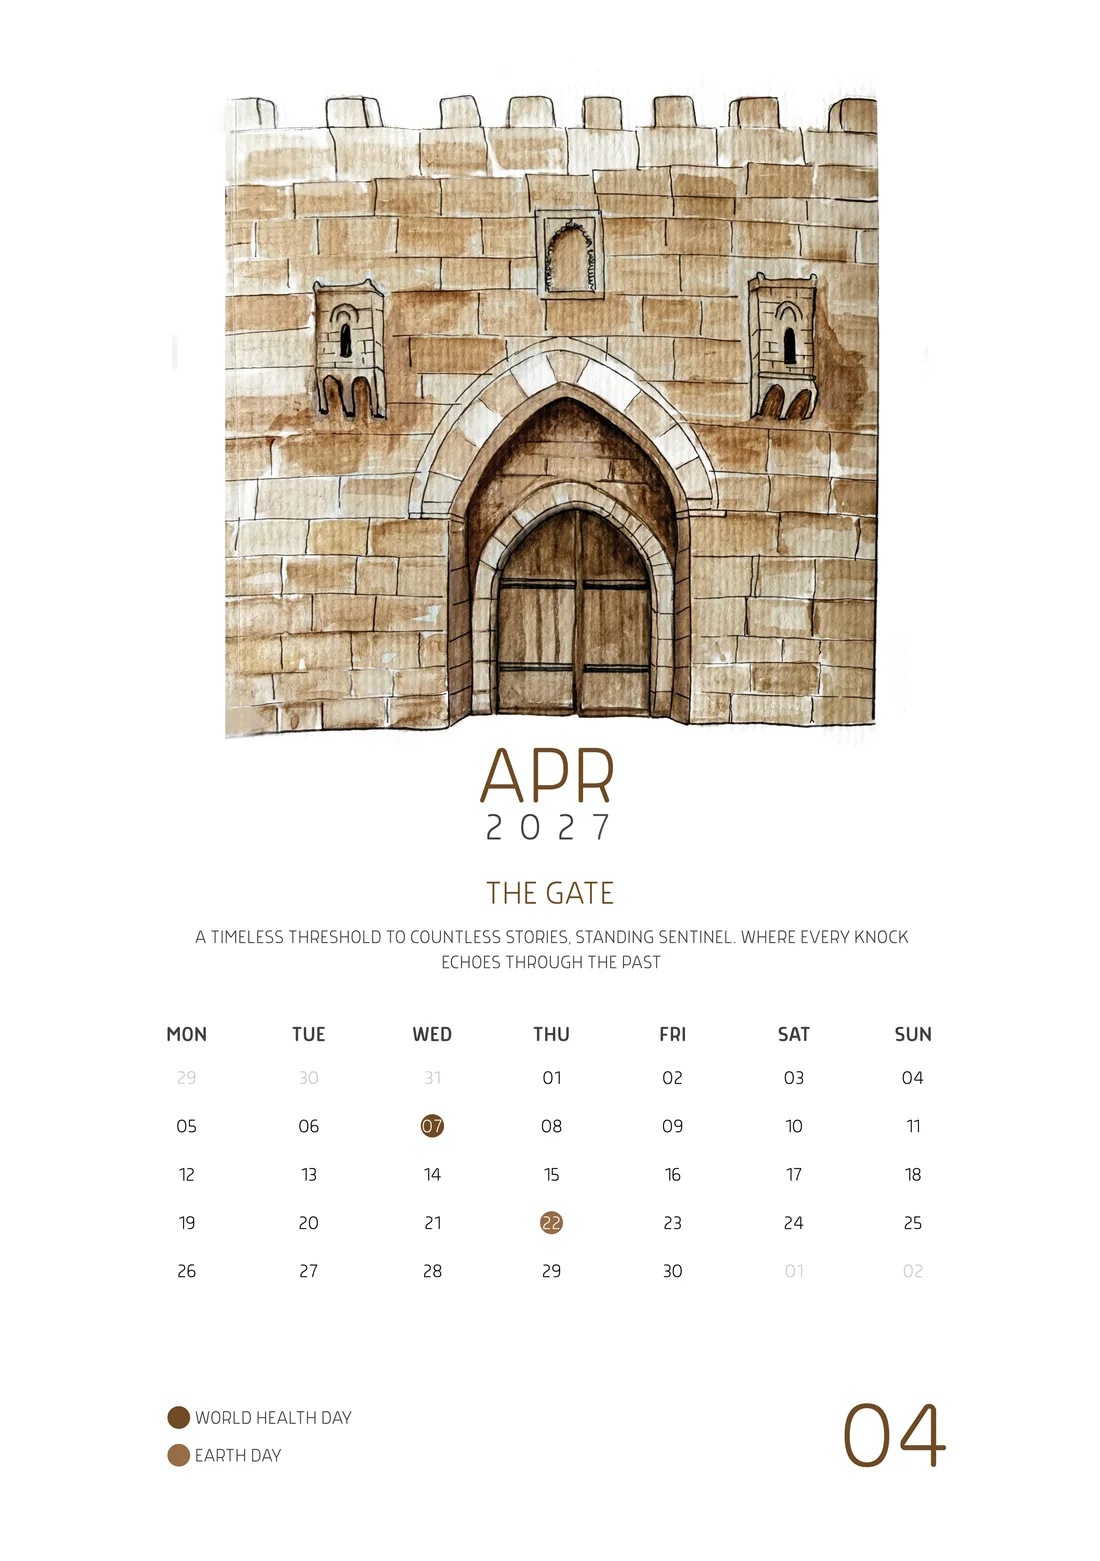 APR
2027
THE GATE
A TIMELESS THRESHOLD TO COUNTLESS STORIES, STANDING SENTINEL. WHERE EVERY KNOCK
ECHOES THROUGH THE PAST
MON TUE WED THU FRI SAT SUN
29 30 31 01 02 03 04
05 06 07 08 09 10 11
12 13 14 15 16 17 18
19 20 21 22 23 24 25
26 27 28 29 30 01 02
WORLD HEALTH DAY
EARTH DAY
04